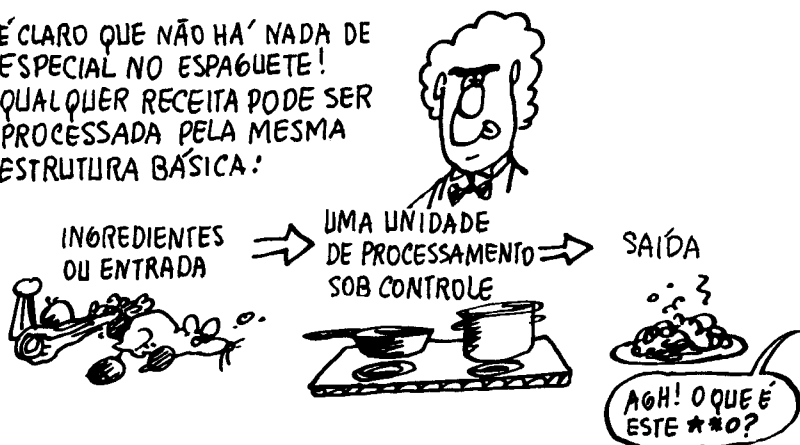 É CLARO QUE NÃO HÁ NADA DE
ESPECIAL NO ESPAGUETE!
QUALQUER RECEITA PODE SER
PROCESSADA PELA MESMA
ESTRUTURA BÁSICA:
INGREDIENTES
OU ENTRADA
UMA UNIDADE
DE PROCESSAMENTO
SOB CONTROLE
SAÍDA
AGH! O QUE É
ESTE **O?